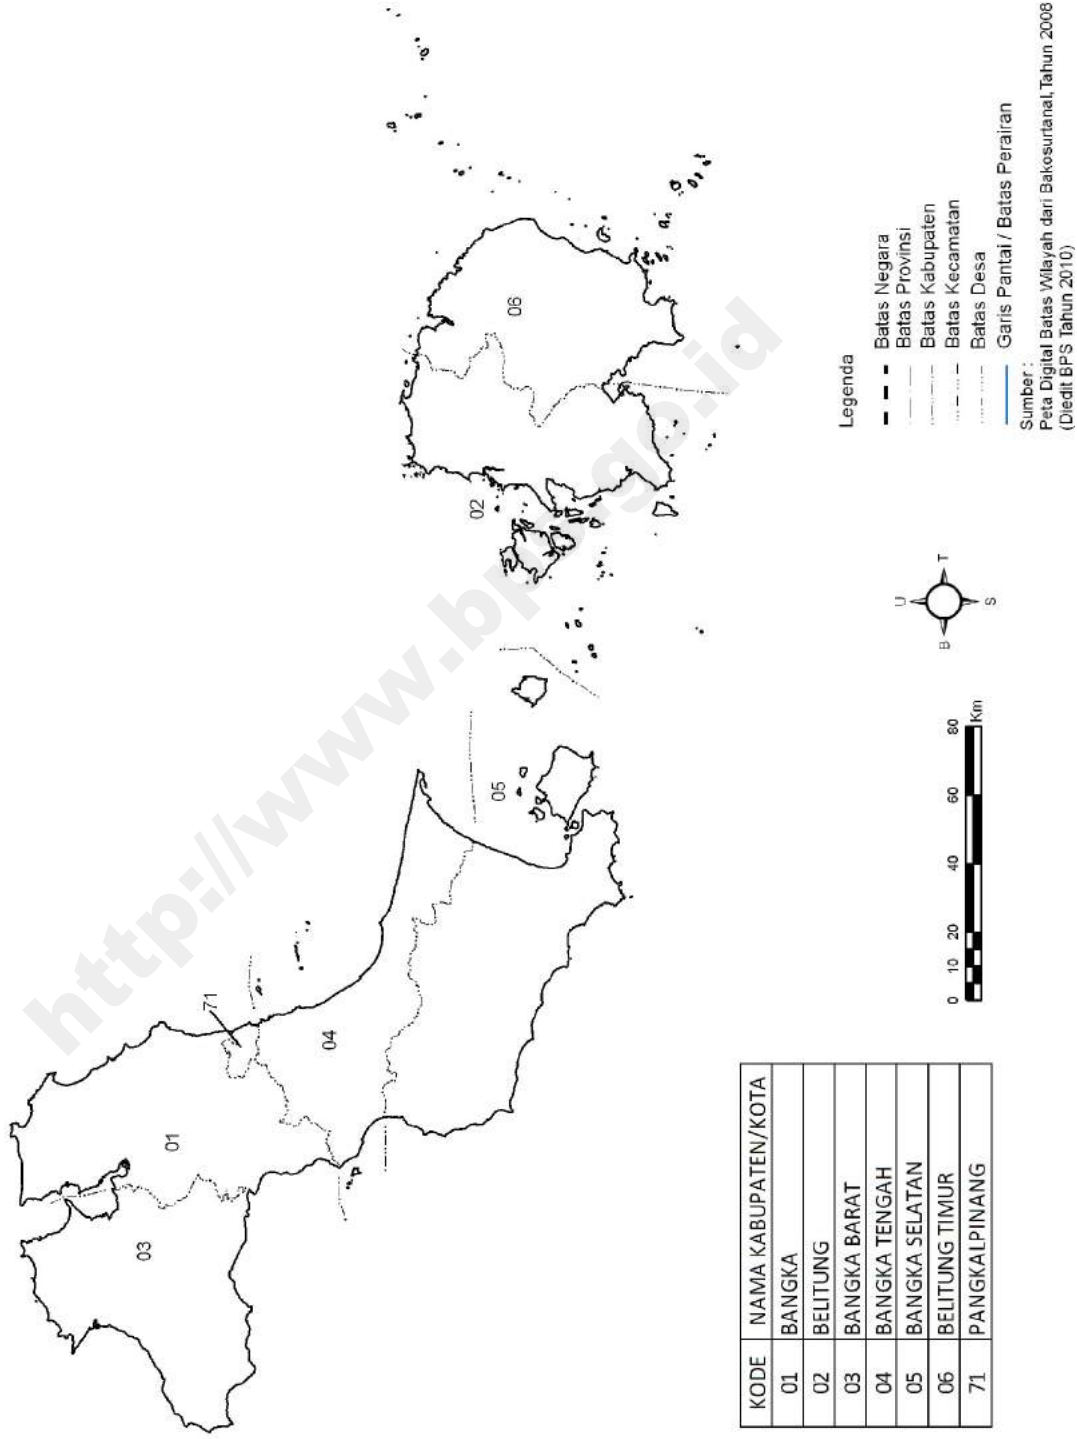 http://www.bps.go.id
03
01
71
04
05
02
06
KODE NAMA KABUPATEN/KOTA
01 BANGKA
02 BELITUNG
03 BANGKA BARAT
04 BANGKA TENGAH
05 BANGKA SELATAN
06 BELITUNG TIMUR
71 PANGKALPINANG
0 10 20 40 60 80
Km
U
B T
S
Legenda
Batas Negara
Batas Provinsi
Batas Kabupaten
Batas Kecamatan
Batas Desa
Garis Pantai / Batas Perairan
Sumber :
Peta Digital Batas Wilayah dari Bakosurtanal,Tahun 2008
(Diedit BPS Tahun 2010)